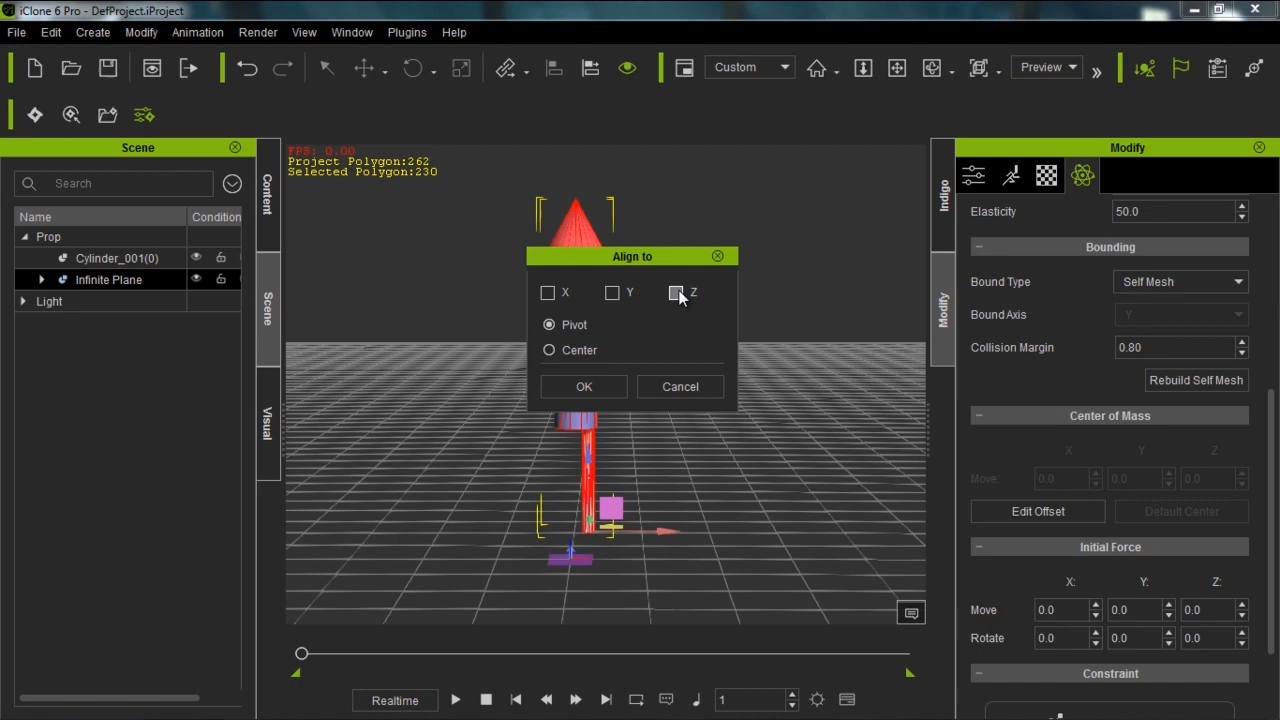 iClone 6 Pro - DefProject.iProject
File Edit Create Modify Animation Render View Window Plugins Help
Custom
Preview
»
Scene
Search
Name Condition
Prop
Cylinder_001(0)
Infinite Plane
Light
Content
Scene
Visual
FPS: 0.00
Project Polygon:262
Selected Polygon:230
Align to
X Y Z
Pivot
Center
OK Cancel
Realtime
1
Indigo
Modify
Modify
Elasticity 50.0
Bounding
Bound Type Self Mesh
Bound Axis Y
Collision Margin 0.80
Rebuild Self Mesh
Center of Mass
X Y Z
Move: 0.0 0.0 0.0
Edit Offset Default Center
Initial Force
X: Y: Z:
Move 0.0 0.0 0.0
Rotate 0.0 0.0 0.0
Constraint